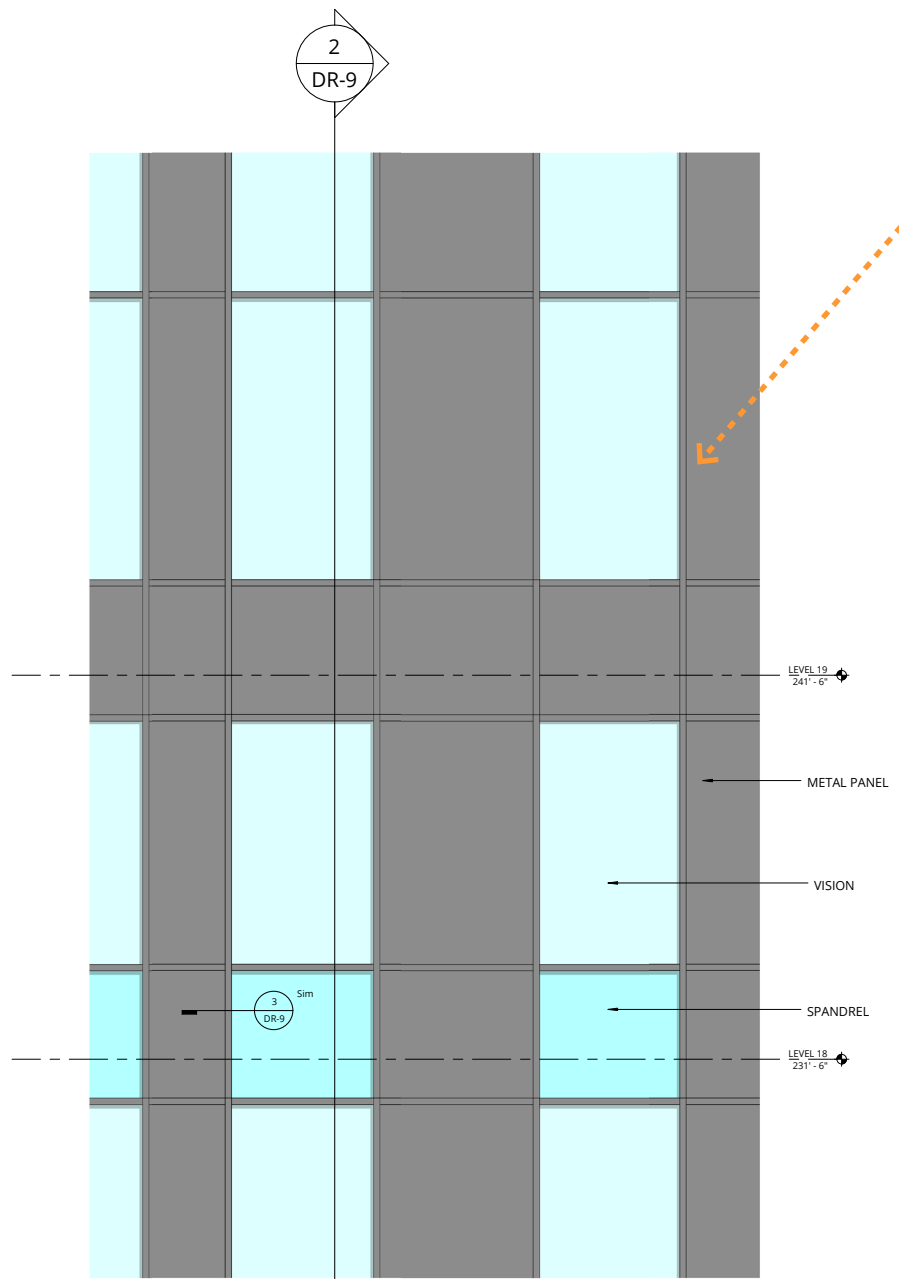 2
DR-9
LEVEL 19
241' - 6"
METAL PANEL
VISION
Sim
3
DR-9
SPANDREL
LEVEL 18
231' - 6"